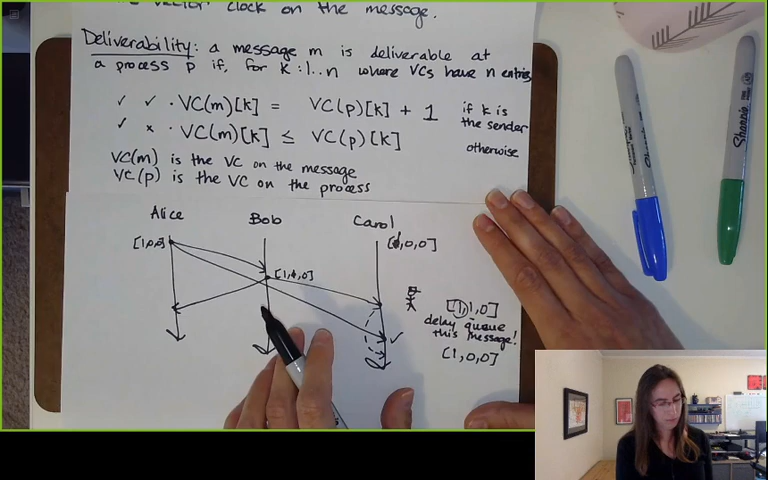 vector clock on the message.
Deliverability: a message m is deliverable at
a process p if, for k:1..n where VCs have n entries
✓ ✓ · VC(m)[k] = VC(p)[k] + 1 if k is the sender
✓ × · VC(m)[k] ≤ VC(p)[k] otherwise
VC(m) is the VC on the message
VC(p) is the VC on the process
Alice Bob Carol
[1,0,0] [ ,0,0]
[1,1,0]
[1,1,0]
delay queue
this message!
[1,0,0]
Sharpie
Sharpie